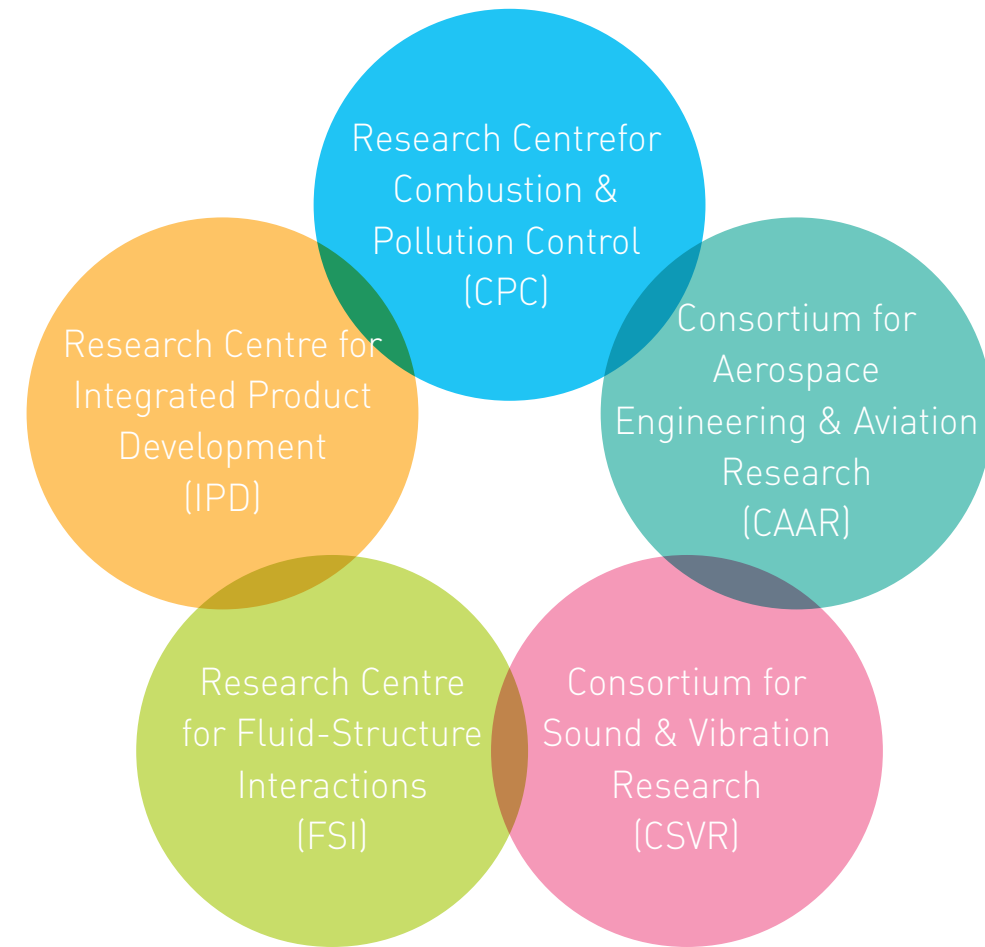 Research Centrefor
Combustion &
Pollution Control
(CPC)
Research Centre for
Integrated Product
Development
(IPD)
Consortium for
Aerospace
Engineering & Aviation
Research
(CAAR)
Research Centre
for Fluid-Structure
Interactions
(FSI)
Consortium for
Sound & Vibration
Research
(CSVR)